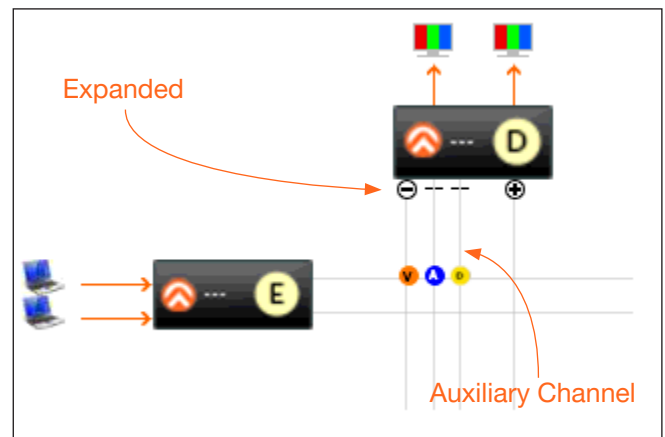 Expanded
--- D
--- E
V A D
Auxiliary Channel